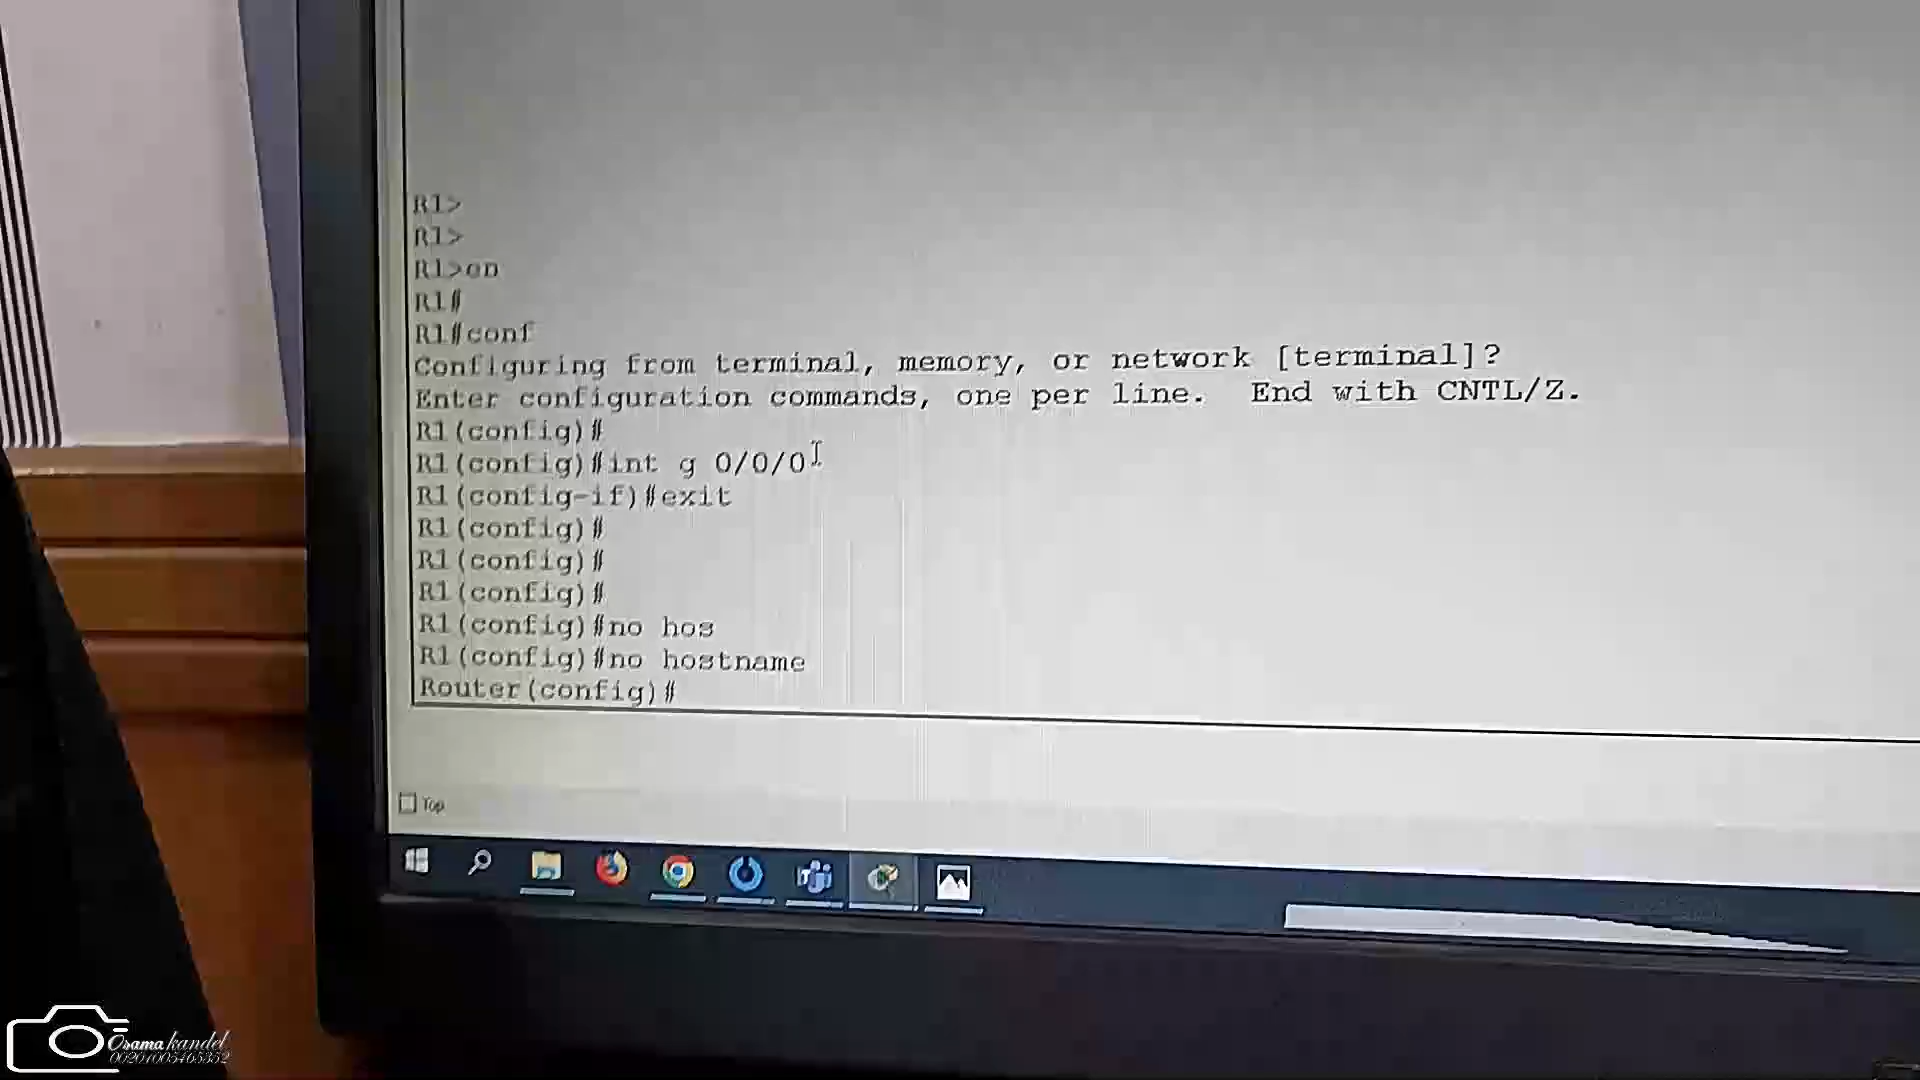 R1>
R1>
R1>en
R1#
R1#conf
Configuring from terminal, memory, or network [terminal]?
Enter configuration commands, one per line.  End with CNTL/Z.
R1(config)#
R1(config)#int g 0/0/0
R1(config-if)#exit
R1(config)#
R1(config)#
R1(config)#
R1(config)#no hos
R1(config)#no hostname
Router(config)#
Top
Osama kandel
00201005465352